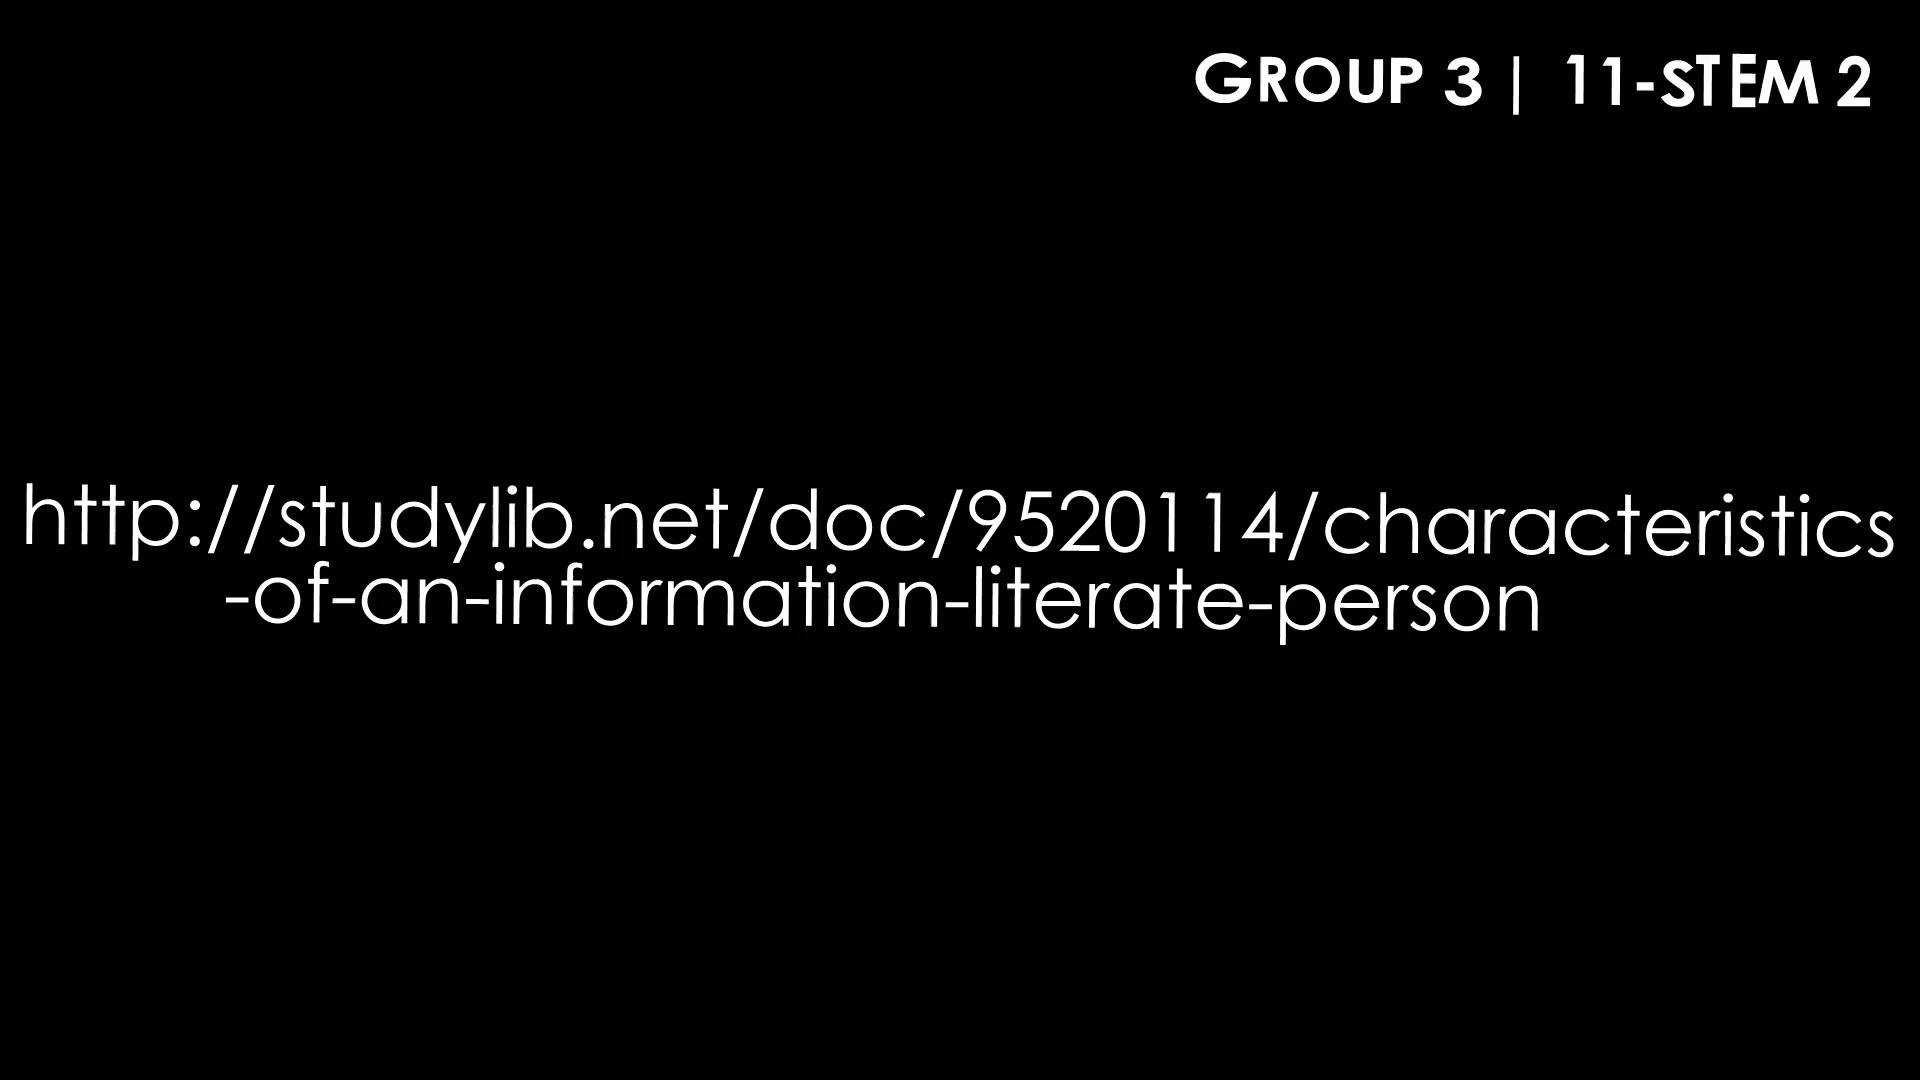 GROUP 3 | 11-STEM 2
http://studylib.net/doc/9520114/characteristics
-of-an-information-literate-person